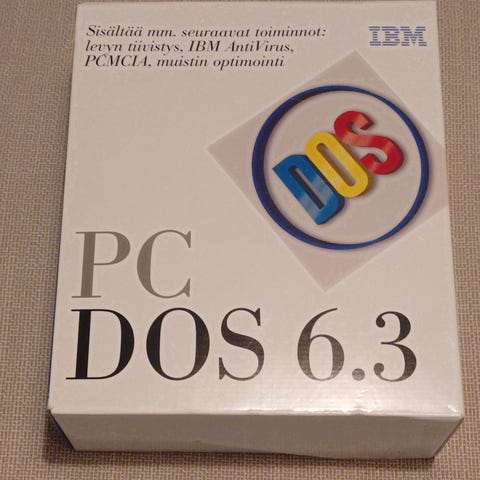 Sisältää mm. seuraavat toiminnot:
levyn tiivistys, IBM AntiVirus,
PCMCIA, muistin optimointi
IBM
DOS
PC
DOS 6.3